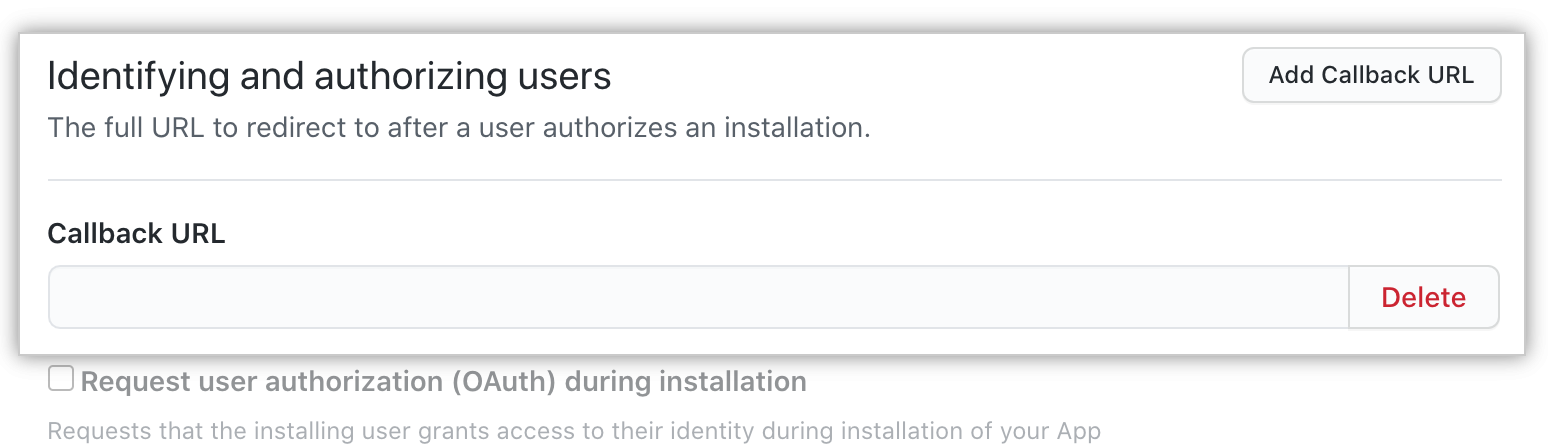 Identifying and authorizing users
Add Callback URL
The full URL to redirect to after a user authorizes an installation.
Callback URL
Delete
Request user authorization (OAuth) during installation
Requests that the installing user grants access to their identity during installation of your App